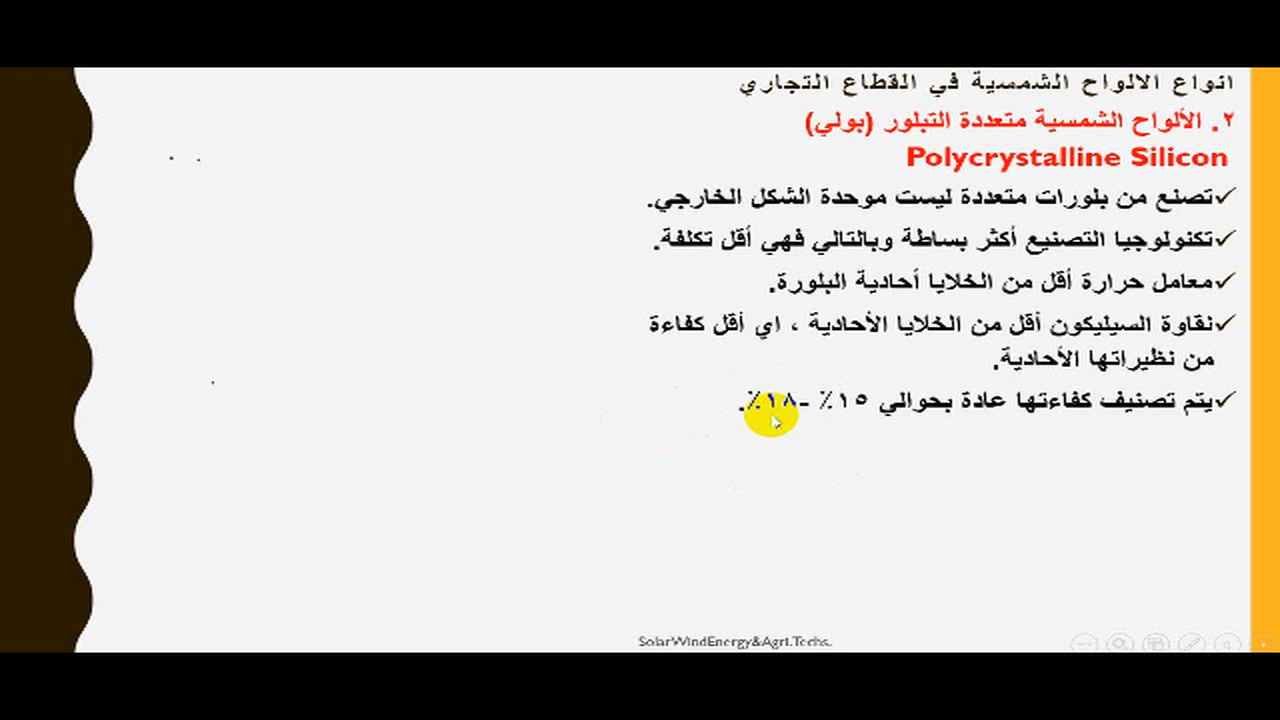 انواع الالواح الشمسية في القطاع التجاري
٢. الألواح الشمسية متعددة التبلور (بولي)
Polycrystalline Silicon
✓تصنع من بلورات متعددة ليست موحدة الشكل الخارجي.
✓تكنولوجيا التصنيع أكثر بساطة وبالتالي فهي أقل تكلفة.
✓معامل حرارة أقل من الخلايا أحادية البلورة.
✓نقاوة السيليكون أقل من الخلايا الأحادية ، اي أقل كفاءة
من نظيراتها الأحادية.
✓يتم تصنيف كفاءتها عادة بحوالي ١٥٪ -١٨٪.
SolarWindEnergy&Agri.Techs.